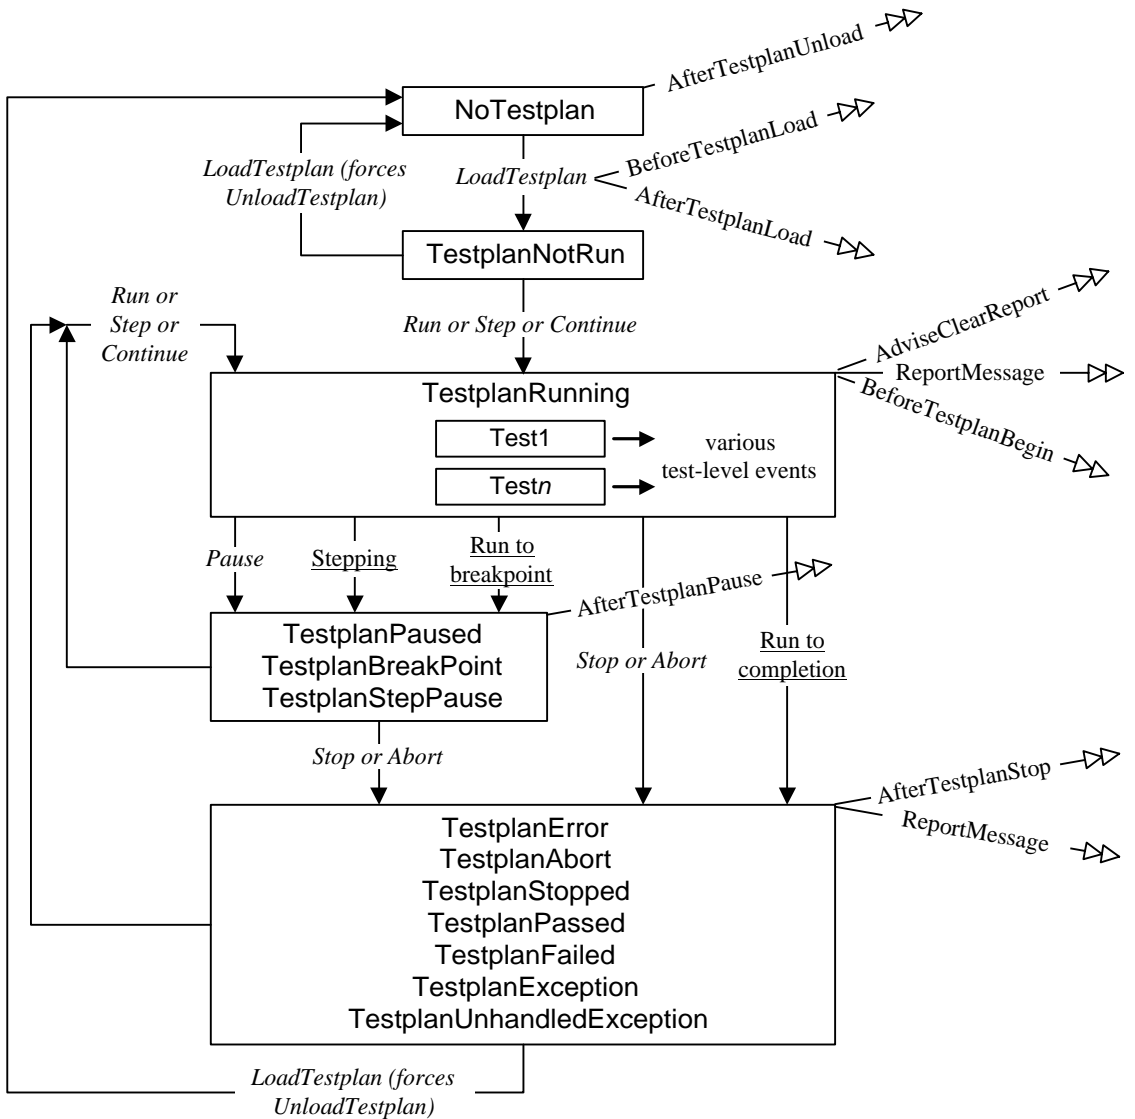 AfterTestplanUnload
NoTestplan
BeforeTestplanLoad
LoadTestplan (forces
UnloadTestplan)
LoadTestplan
AfterTestplanLoad
TestplanNotRun
Run or
Step or
Continue
Run or Step or Continue
AdviseClearReport
ReportMessage
BeforeTestplanBegin
TestplanRunning
Test1
Testn
various
test-level events
Pause
Stepping
Run to
breakpoint
AfterTestplanPause
TestplanPaused
TestplanBreakPoint
TestplanStepPause
Stop or Abort
Run to
completion
Stop or Abort
AfterTestplanStop
ReportMessage
TestplanError
TestplanAbort
TestplanStopped
TestplanPassed
TestplanFailed
TestplanException
TestplanUnhandledException
LoadTestplan (forces
UnloadTestplan)